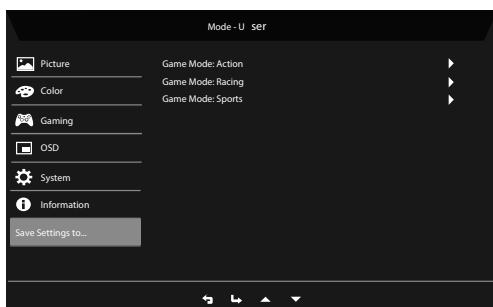 Mode - U ser
Picture
Color
Gaming
OSD
System
Information
Save Settings to...
Game Mode: Action
Game Mode: Racing
Game Mode: Sports